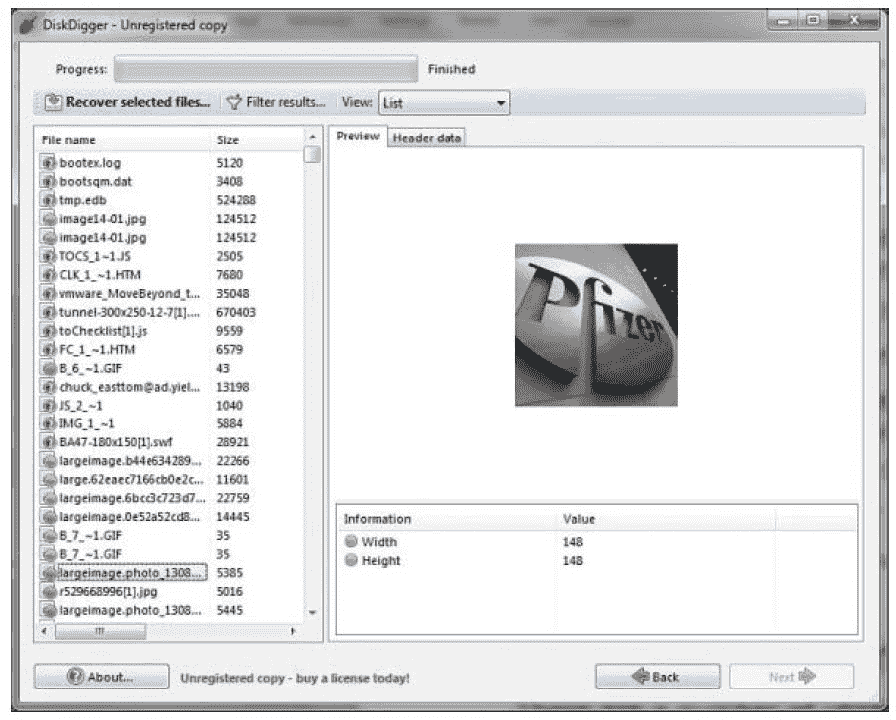 DiskDigger - Unregistered copy
Progress: Finished
Recover selected files... Filter results... View: List
File name Size
bootex.log 5120
bootsqm.dat 3408
tmp.edb 524288
image14-01.jpg 124512
image14-01.jpg 124512
TOCS_1~1.JS 2505
CLK_1_~1.HTM 7680
vmware_MoveBeyond_t... 35048
tunnel-300x250-12-7[1].... 670403
toChecklist[1].js 9559
FC_1_~1.HTM 6579
B_6_~1.GIF 43
chuck_easttom@ad.yiel... 13198
JS_2_~1 1040
IMG_1_~1 5884
BA47-180x150[1].swf 28921
largeimage.b44e634289... 22266
large.62eaec7166cb0e2c... 11601
largeimage.6bcc3c723d7... 22759
largeimage.0e52a52cd8... 14445
B_7_~1.GIF 35
B_7_~1.GIF 35
largeimage.photo_1308... 5385
r529668996[1].jpg 5016
largeimage.photo_1308... 5445
Preview Header data
Pfizer
Information Value
Width 148
Height 148
About... Unregistered copy - buy a license today! Back Next